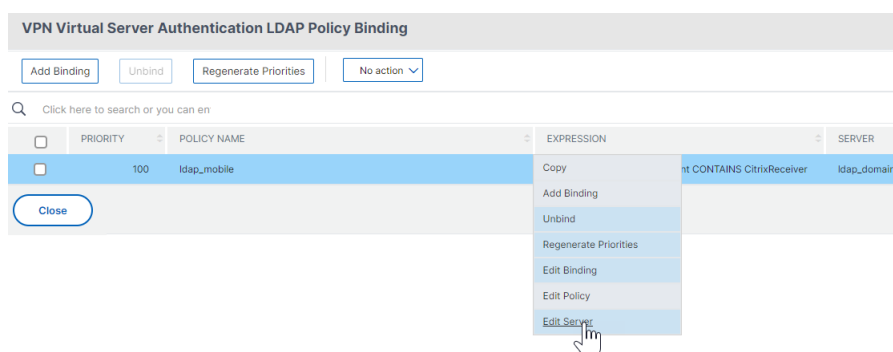 VPN Virtual Server Authentication LDAP Policy Binding
Add Binding Unbind Regenerate Priorities No action
Click here to search or you can en
PRIORITY POLICY NAME EXPRESSION SERVER
100 ldap_mobile nt CONTAINS CitrixReceiver ldap_domain
Copy
Add Binding
Close
Unbind
Regenerate Priorities
Edit Binding
Edit Policy
Edit Server